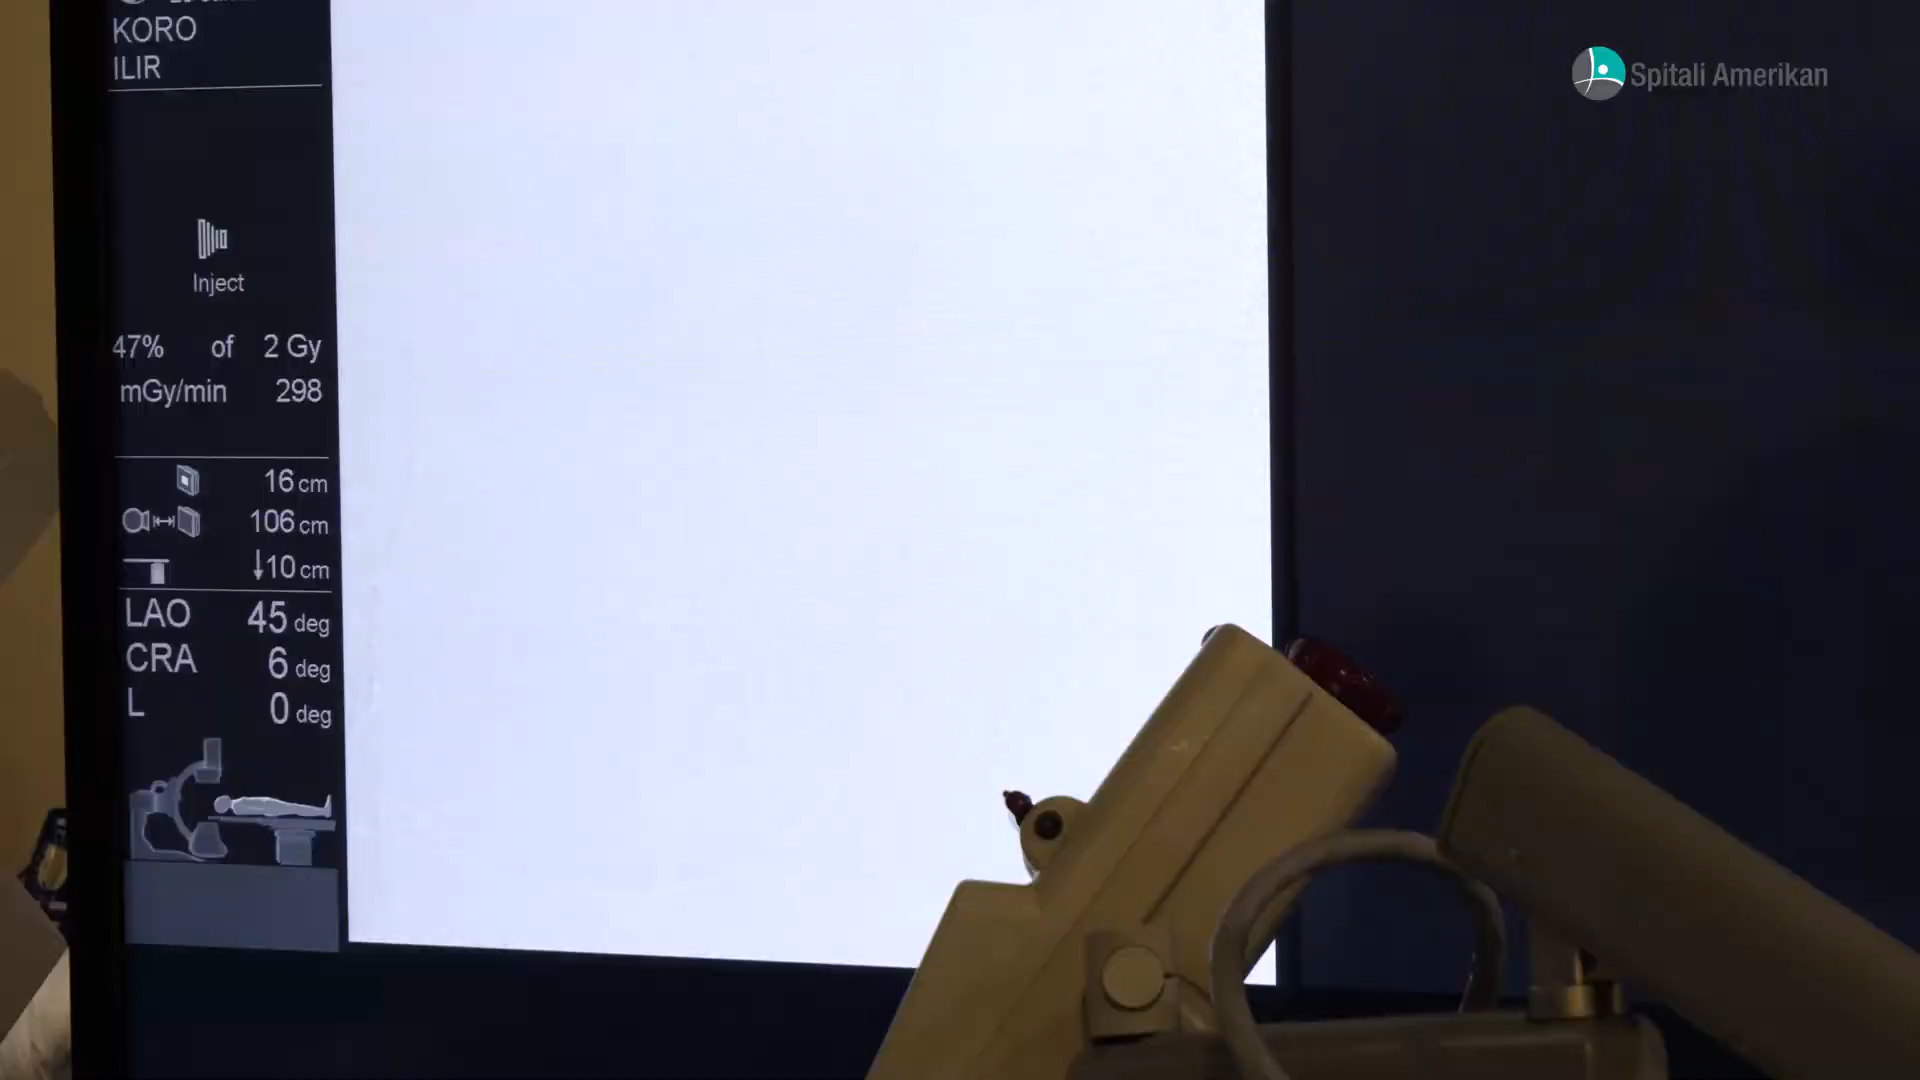 KORO
ILIR
Spitali Amerikan
Inject
47% of 2 Gy
mGy/min 298
16 cm
106 cm
↓10 cm
LAO 45 deg
CRA 6 deg
L 0 deg